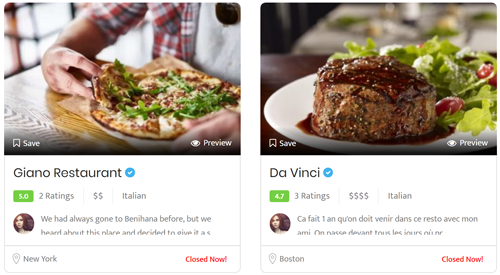 Save
Preview
Giano Restaurant
5.0 2 Ratings $$ Italian
We had always gone to Benihana before, but we
heard about this place and decided to give it a s
New York
Closed Now!
Save
Preview
Da Vinci
4.7 3 Ratings $$$$ Italian
Ca fait 1 an qu'on doit venir dans ce resto avec mon
ami. On passe devant tous les jours où nr
Boston
Closed Now!